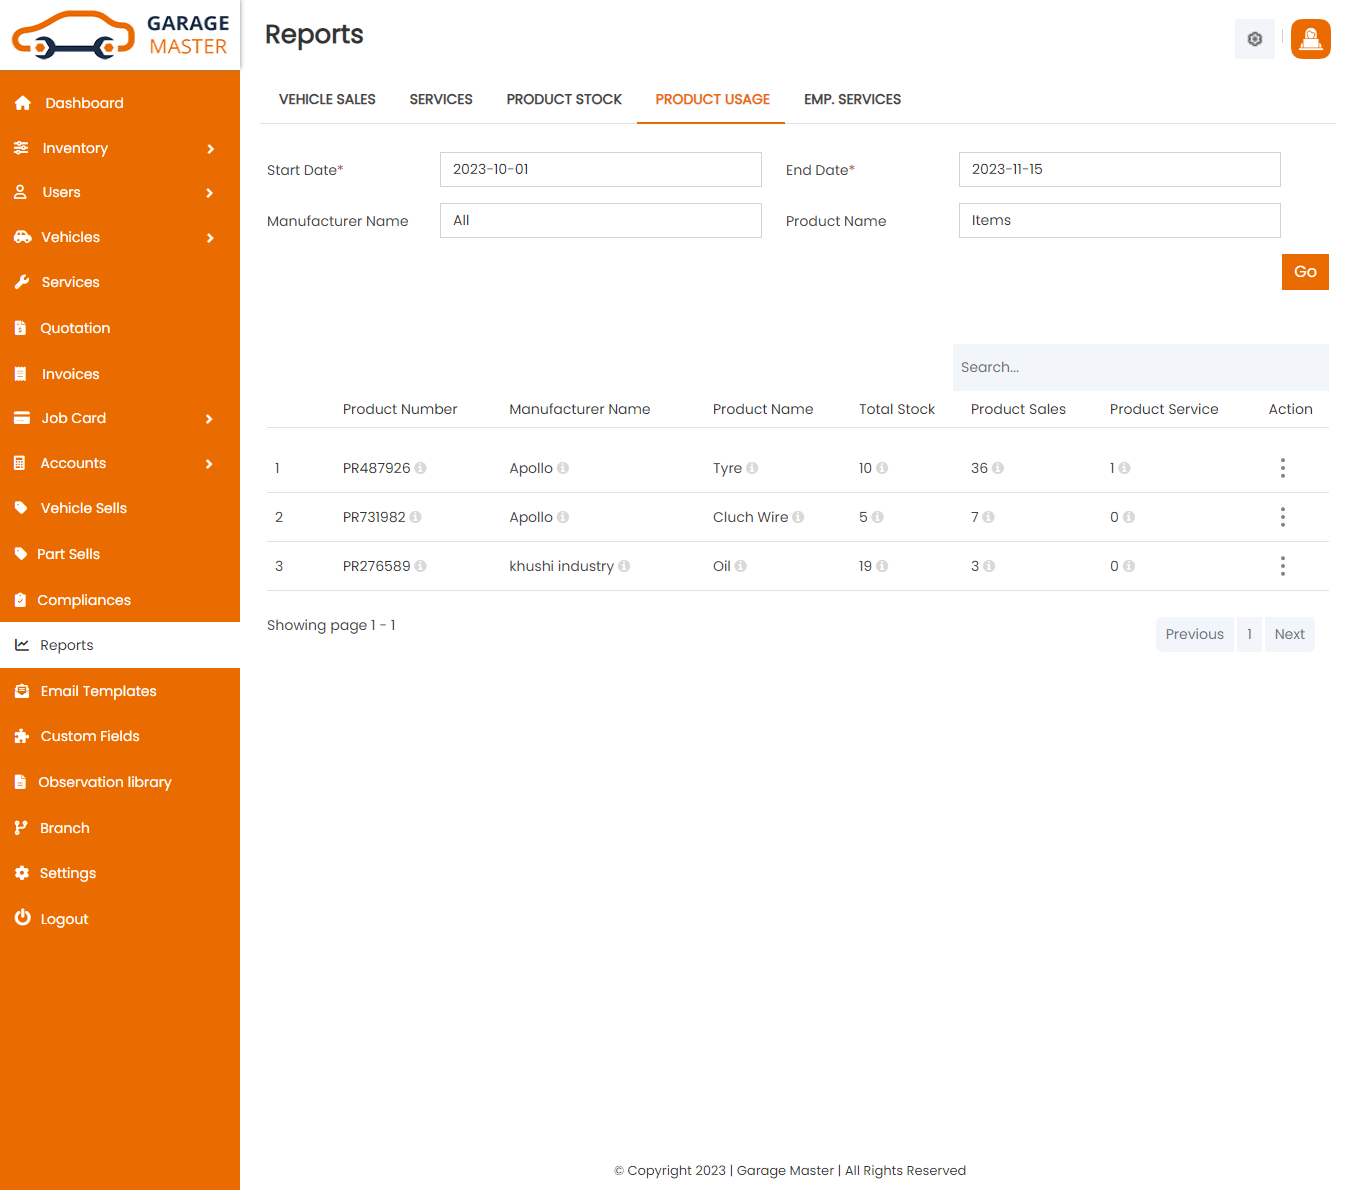 GARAGE
MASTER
Reports
Dashboard
Inventory
Users
Vehicles
Services
Quotation
Invoices
Job Card
Accounts
Vehicle Sells
Part Sells
Compliances
Reports
Email Templates
Custom Fields
Observation library
Branch
Settings
Logout
VEHICLE SALES SERVICES PRODUCT STOCK PRODUCT USAGE EMP. SERVICES
Start Date* 2023-10-01 End Date* 2023-11-15
Manufacturer Name All Product Name Items
Go
Search...
Product Number Manufacturer Name Product Name Total Stock Product Sales Product Service Action
1 PR487926 Apollo Tyre 10 36 1
2 PR731982 Apollo Cluch Wire 5 7 0
3 PR276589 khushi industry Oil 19 3 0
Showing page 1 - 1
Previous 1 Next
© Copyright 2023 | Garage Master | All Rights Reserved